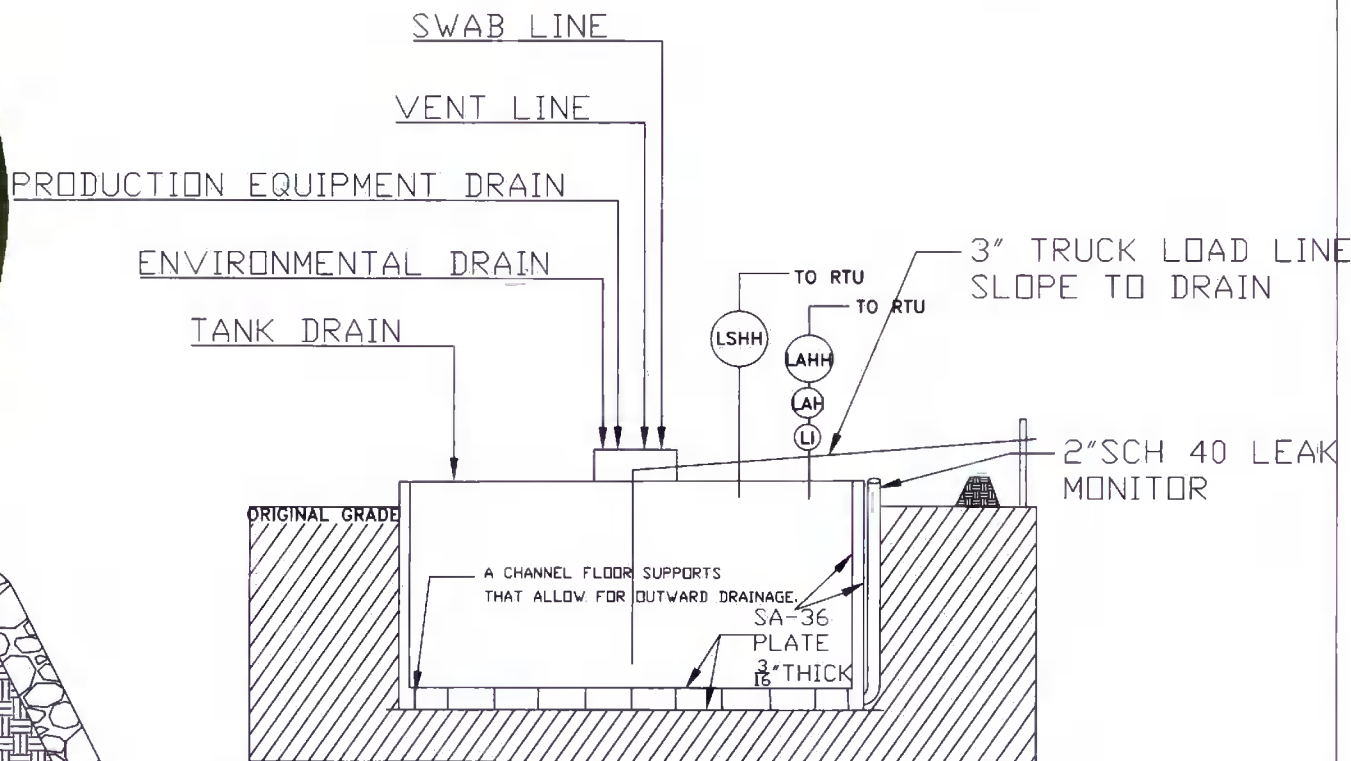 SWAB LINE
VENT LINE
PRODUCTION EQUIPMENT DRAIN
ENVIRONMENTAL DRAIN
TANK DRAIN
TO RTU
TO RTU
3" TRUCK LOAD LINE
SLOPE TO DRAIN
LSHH
LAHH
LAH
LI
2"SCH 40 LEAK
MONITOR
ORIGINAL GRADE
A CHANNEL FLOOR SUPPORTS
THAT ALLOW FOR OUTWARD DRAINAGE.
SA-36
PLATE
3/16" THICK